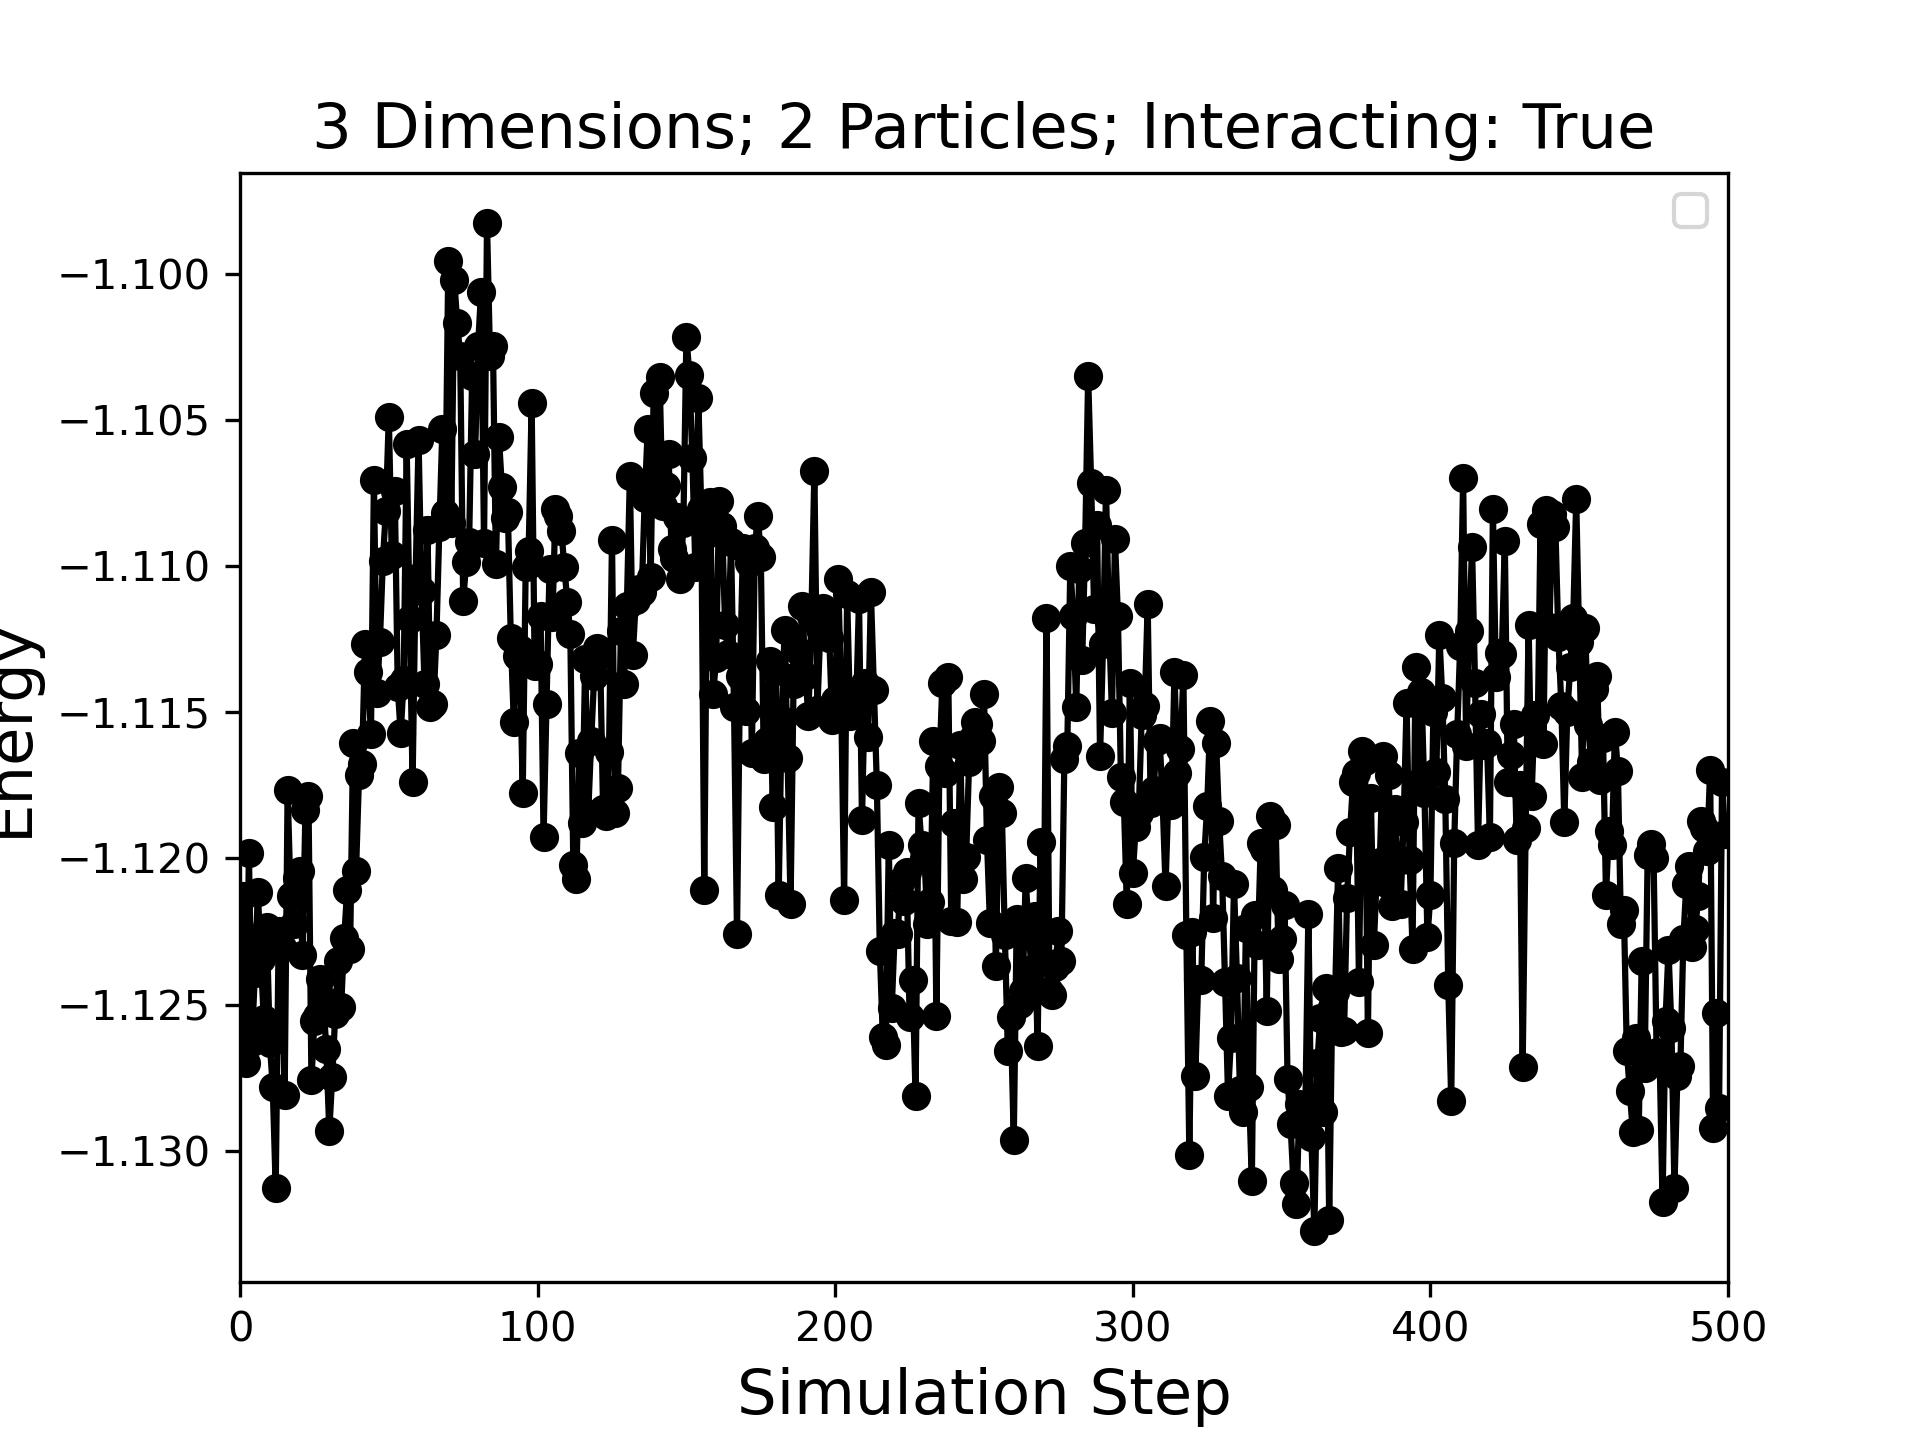 3 Dimensions; 2 Particles; Interacting: True
Energy
−1.100
−1.105
−1.110
−1.115
−1.120
−1.125
−1.130
0 100 200 300 400 500
Simulation Step